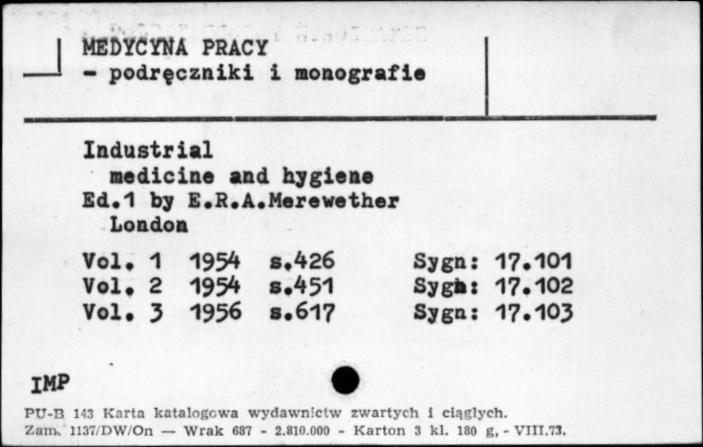 MEDYCYNA PRACY
- podręczniki i monografie
Industrial
medicine and hygiene
Ed.1 by E.R.A.Merewether
London
Vol. 1 1954 s.426 Sygn: 17.101
Vol. 2 1954 s.451 Sygn: 17.102
Vol. 3 1956 s.617 Sygn: 17.103
IMP
PU-B 143 Karta katalogowa wydawnictw zwartych i ciągłych.
Zam. 1137/DW/On — Wrak 687 - 2.810.000 - Karton 3 kl. 180 g, - VIII.73.